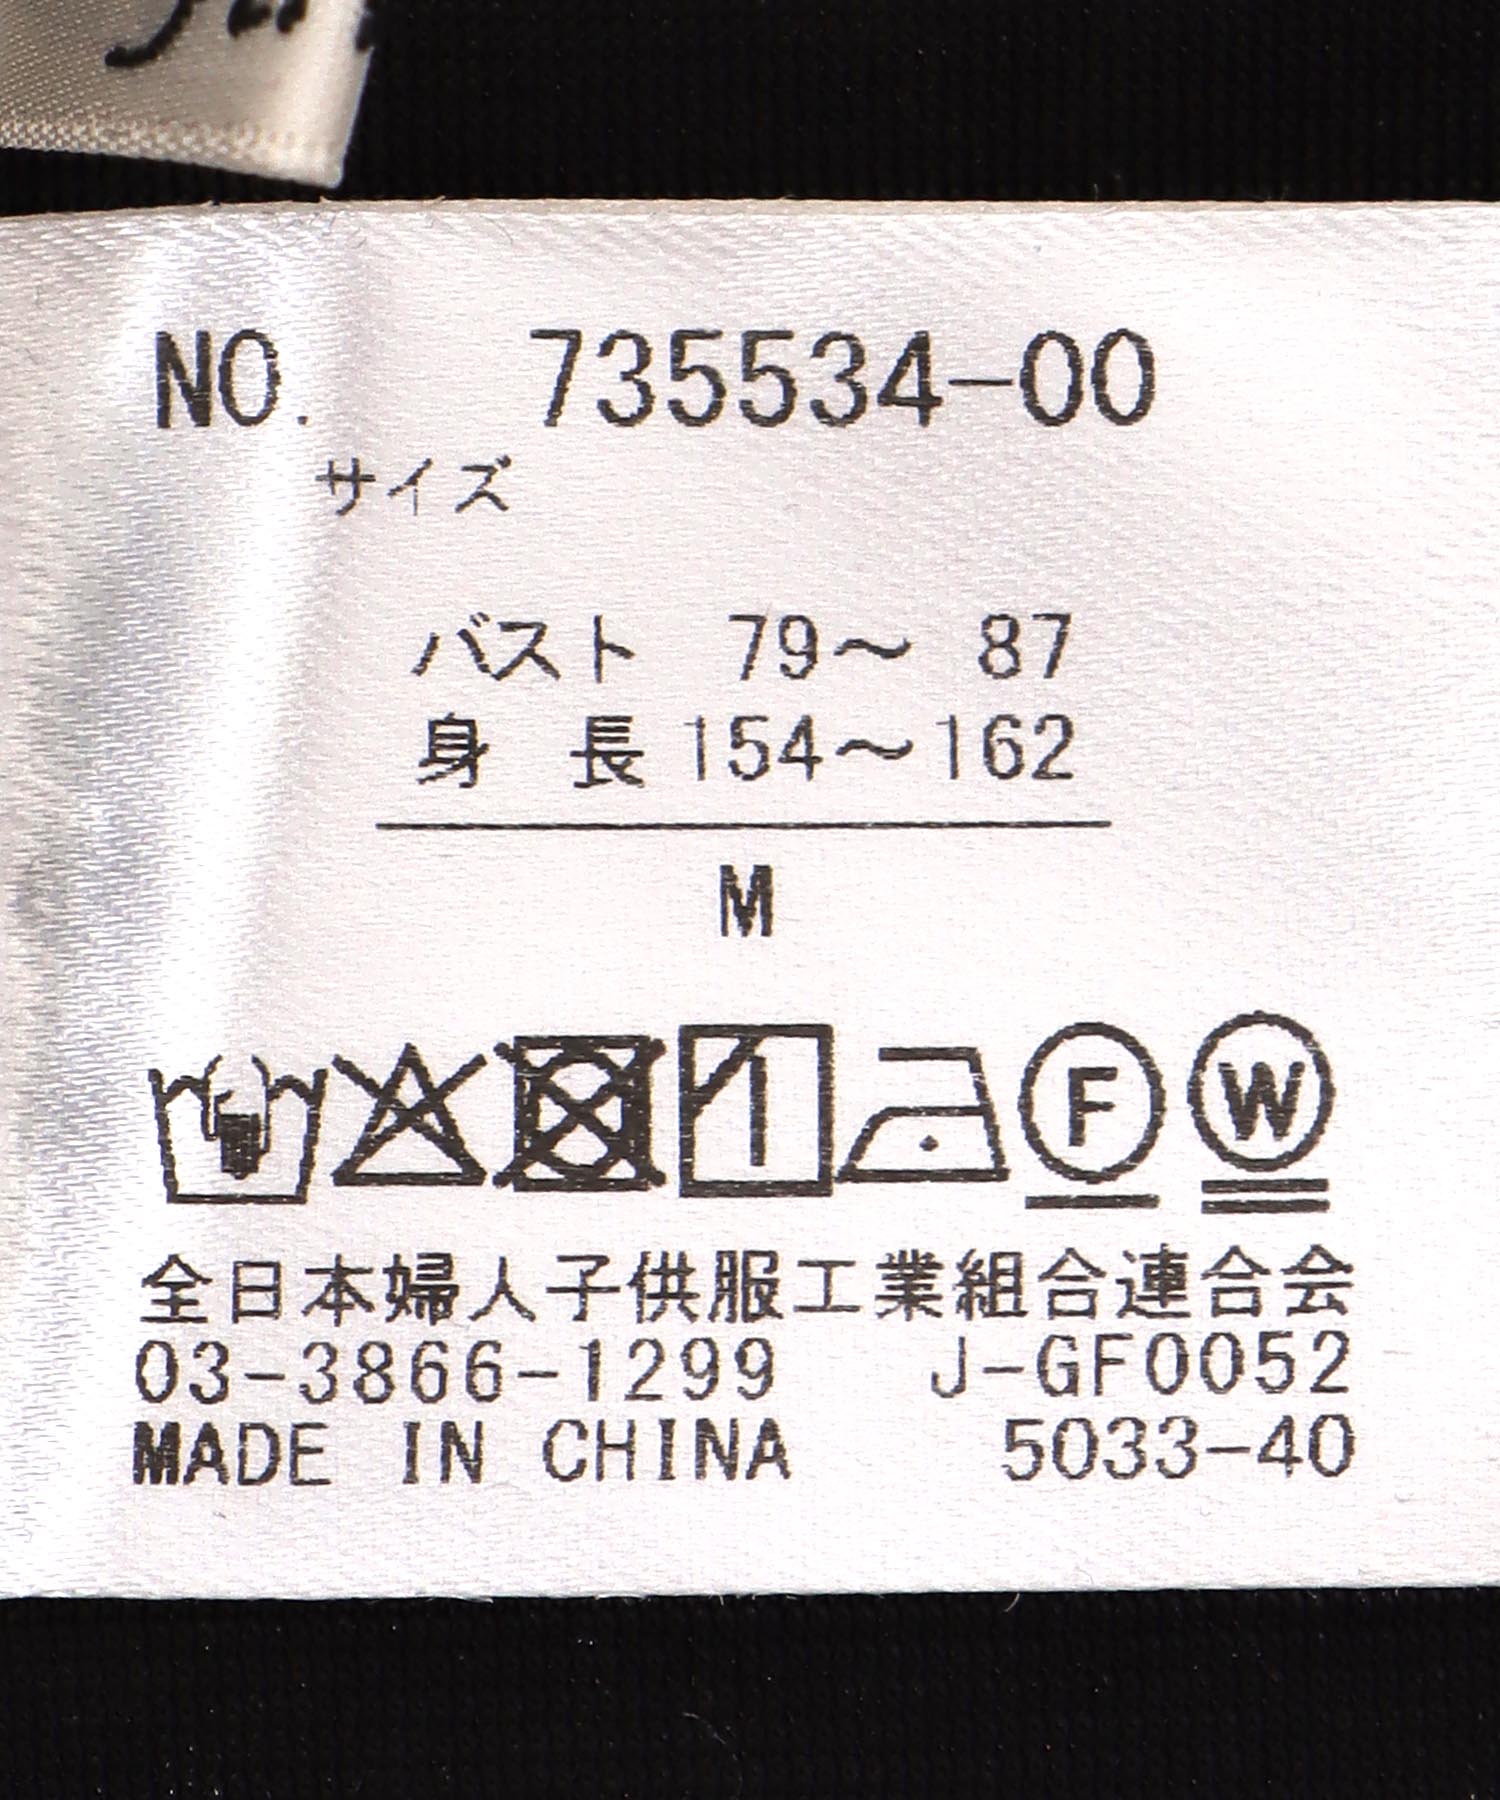 NO. 735534-00
サイズ
バスト 79～ 87
身 長 154～162
M
F W
全日本婦人子供服工業組合連合会
03-3866-1299 J-GF0052
MADE IN CHINA 5033-40